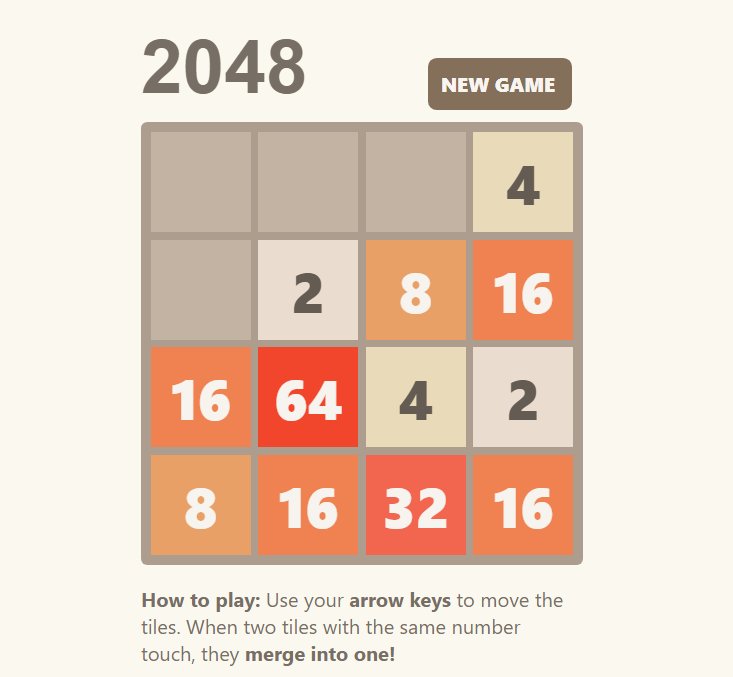 2048
NEW GAME
4
2 8 16
16 64 4 2
8 16 32 16
How to play: Use your arrow keys to move the
tiles. When two tiles with the same number
touch, they merge into one!